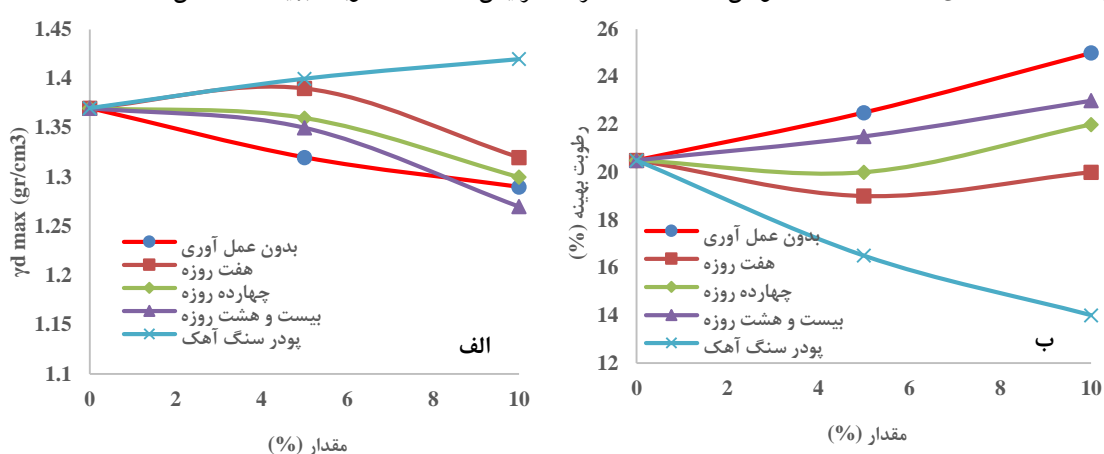 1.45
1.4
1.35
1.3
1.25
1.2
1.15
1.1
γd max (gr/cm3)
0 2 4 6 8 10
مقدار (%)
بدون عمل آوری
هفت روزه
چهارده روزه
بیست و هشت روزه
پودر سنگ آهک
الف
26
24
22
20
18
16
14
12
رطوبت بهینه (%)
0 2 4 6 8 10
مقدار (%)
بدون عمل آوری
هفت روزه
چهارده روزه
بیست و هشت روزه
پودر سنگ آهک
ب